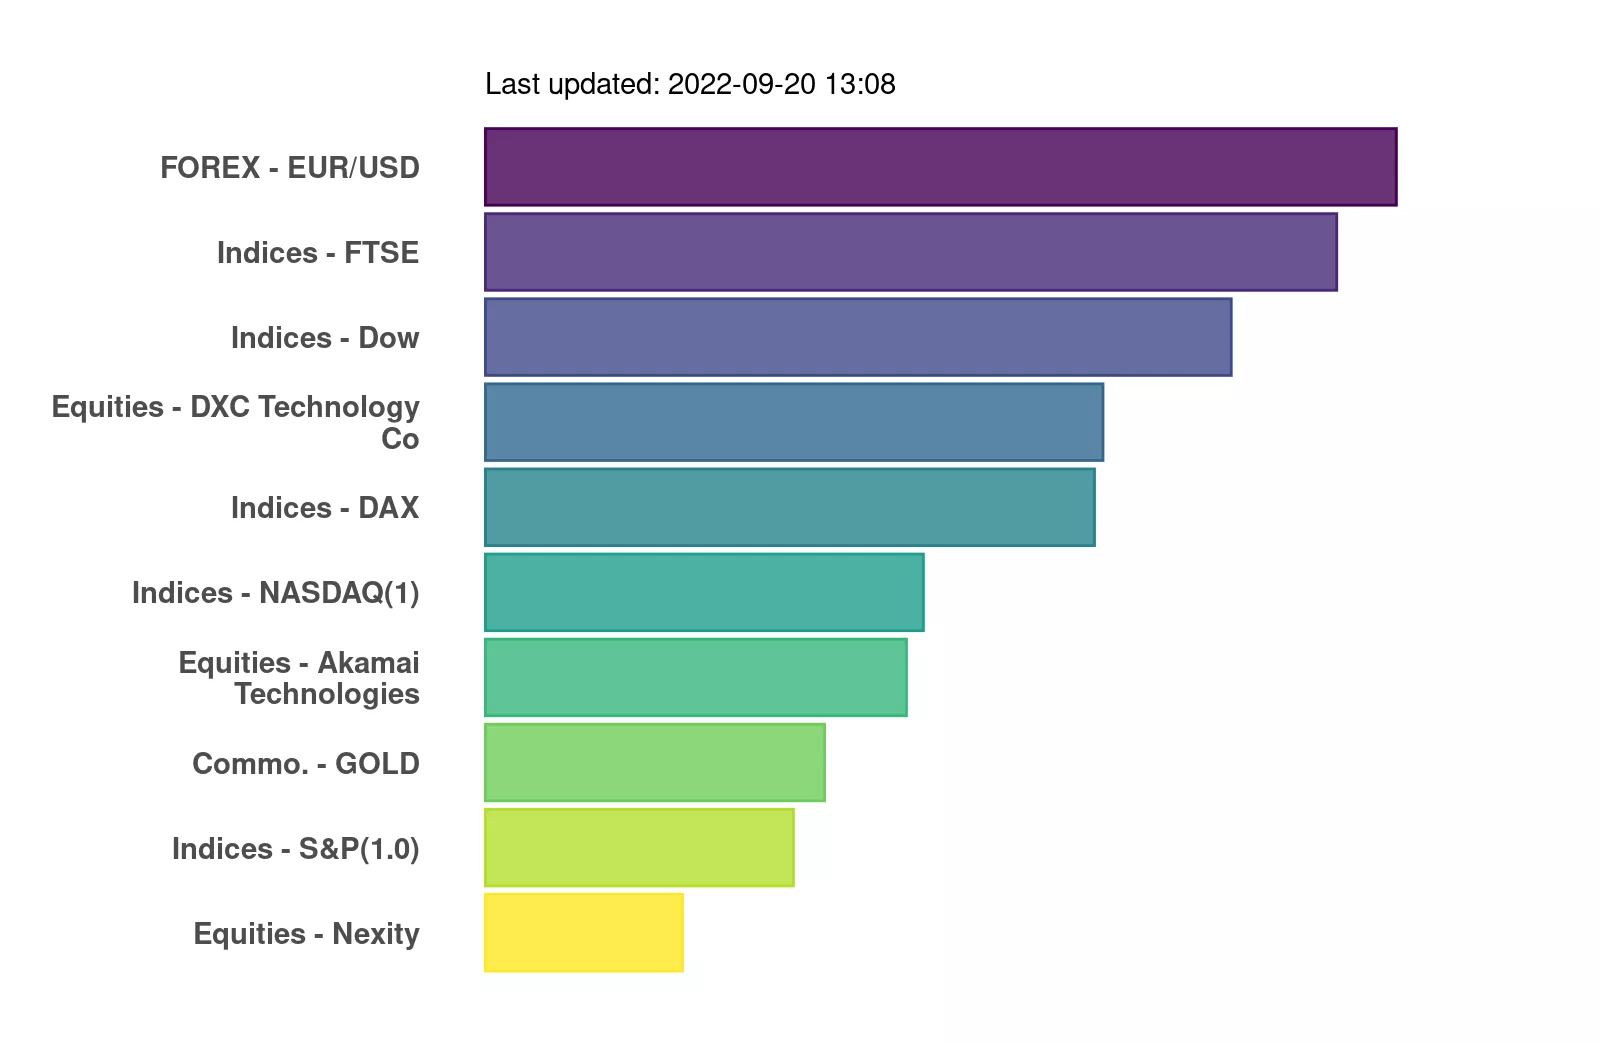 Last updated: 2022-09-20 13:08
FOREX - EUR/USD
Indices - FTSE
Indices - Dow
Equities - DXC Technology
Co
Indices - DAX
Indices - NASDAQ(1)
Equities - Akamai
Technologies
Commo. - GOLD
Indices - S&P(1.0)
Equities - Nexity